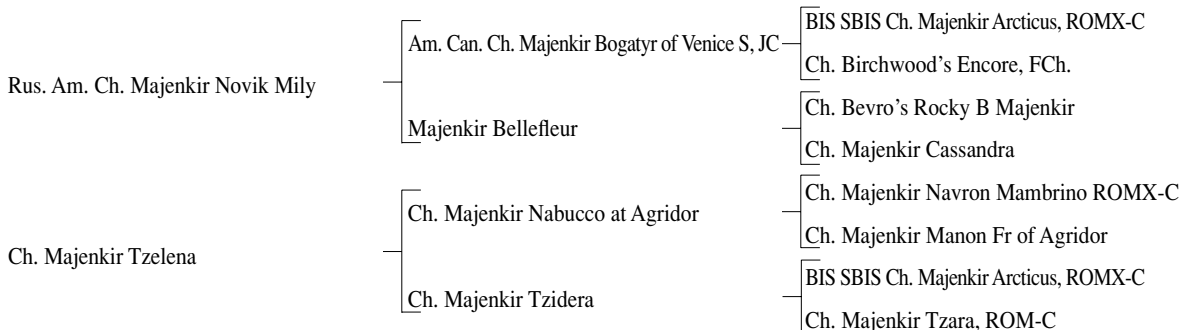 BIS SBIS Ch. Majenkir Arcticus, ROMX-C
Am. Can. Ch. Majenkir Bogatyr of Venice S, JC
Ch. Birchwood’s Encore, FCh.
Rus. Am. Ch. Majenkir Novik Mily
Ch. Bevro’s Rocky B Majenkir
Majenkir Bellefleur
Ch. Majenkir Cassandra
Ch. Majenkir Navron Mambrino ROMX-C
Ch. Majenkir Nabucco at Agridor
Ch. Majenkir Manon Fr of Agridor
Ch. Majenkir Tzelena
BIS SBIS Ch. Majenkir Arcticus, ROMX-C
Ch. Majenkir Tzidera
Ch. Majenkir Tzara, ROM-C